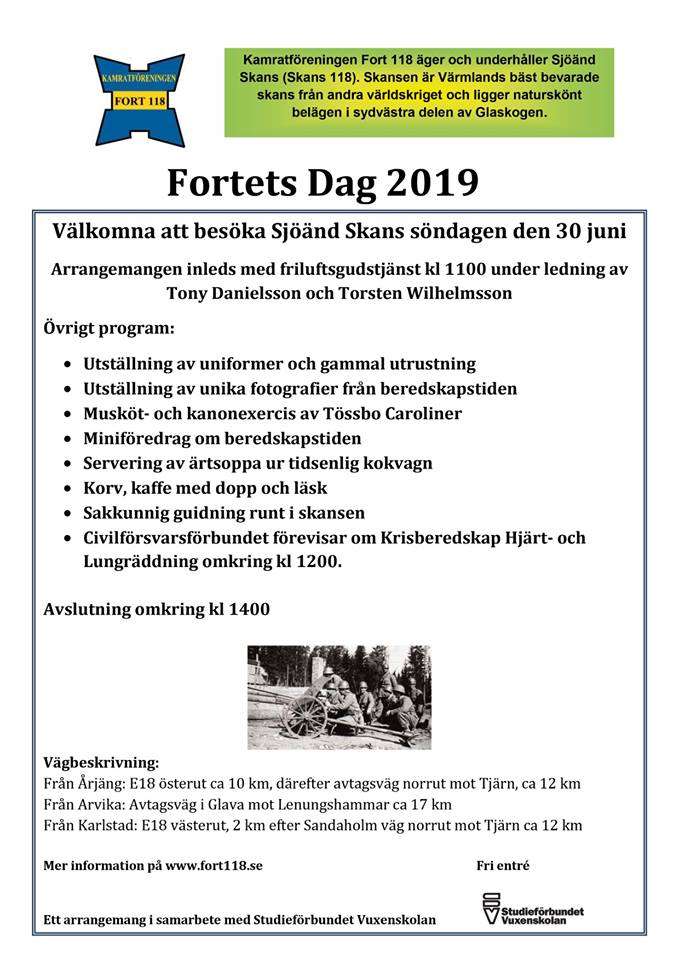 KAMRATFÖRENINGEN
FORT 118
Kamratföreningen Fort 118 äger och underhåller Sjöänd
Skans (Skans 118). Skansen är Värmlands bäst bevarade
skans från andra världskriget och ligger naturskönt
belägen i sydvästra delen av Glaskogen.
Fortets Dag 2019
Välkomna att besöka Sjöänd Skans söndagen den 30 juni
Arrangemangen inleds med friluftsgudstjänst kl 1100 under ledning av
Tony Danielsson och Torsten Wilhelmsson
Övrigt program:
• Utställning av uniformer och gammal utrustning
• Utställning av unika fotografier från beredskapstiden
• Musköt- och kanonexercis av Tössbo Caroliner
• Miniföredrag om beredskapstiden
• Servering av ärtsoppa ur tidsenlig kokvagn
• Korv, kaffe med dopp och läsk
• Sakkunnig guidning runt i skansen
• Civilförsvarsförbundet förevisar om Krisberedskap Hjärt- och
Lungräddning omkring kl 1200.
Avslutning omkring kl 1400
Vägbeskrivning:
Från Årjäng: E18 österut ca 10 km, därefter avtagsväg norrut mot Tjärn, ca 12 km
Från Arvika: Avtagsväg i Glava mot Lenungshammar ca 17 km
Från Karlstad: E18 västerut, 2 km efter Sandaholm väg norrut mot Tjärn ca 12 km
Mer information på www.fort118.se Fri entré
Ett arrangemang i samarbete med Studieförbundet Vuxenskolan
SV Studieförbundet
Vuxenskolan